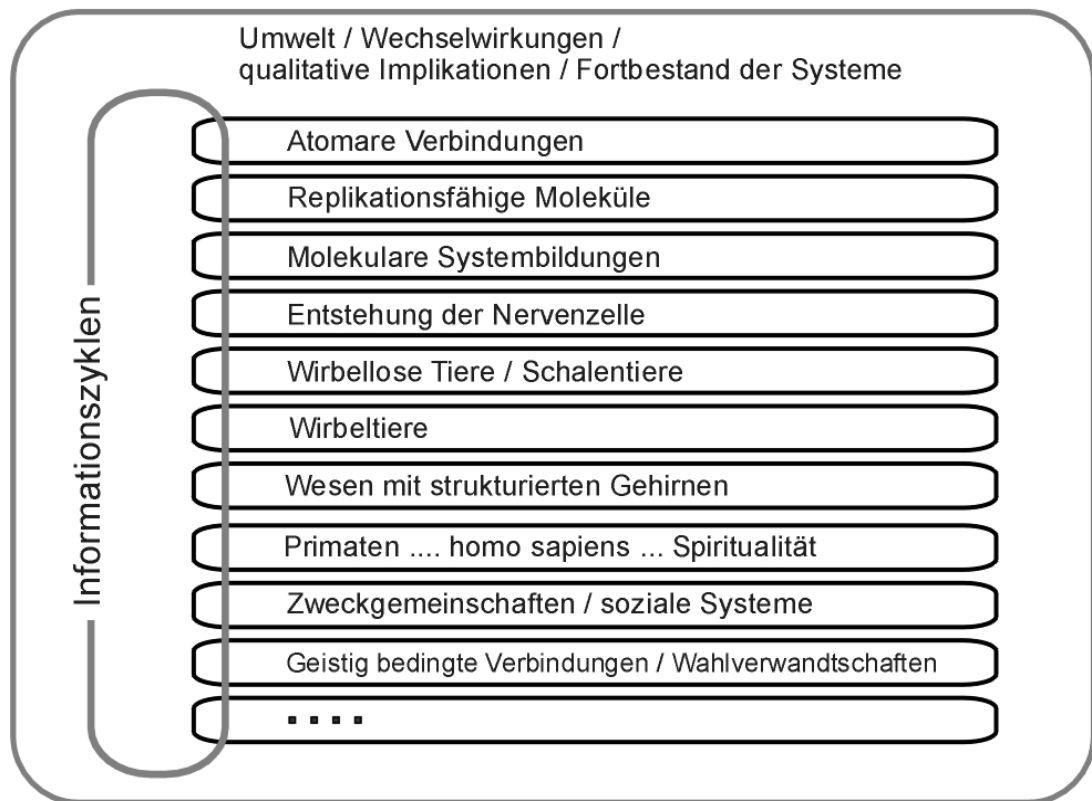 Umwelt / Wechselwirkungen /
qualitative Implikationen / Fortbestand der Systeme
Informationszyklen
Atomare Verbindungen
Replikationsfähige Moleküle
Molekulare Systembildungen
Entstehung der Nervenzelle
Wirbellose Tiere / Schalentiere
Wirbeltiere
Wesen mit strukturierten Gehirnen
Primaten .... homo sapiens ... Spiritualität
Zweckgemeinschaften / soziale Systeme
Geistig bedingte Verbindungen / Wahlverwandtschaften
. . . .